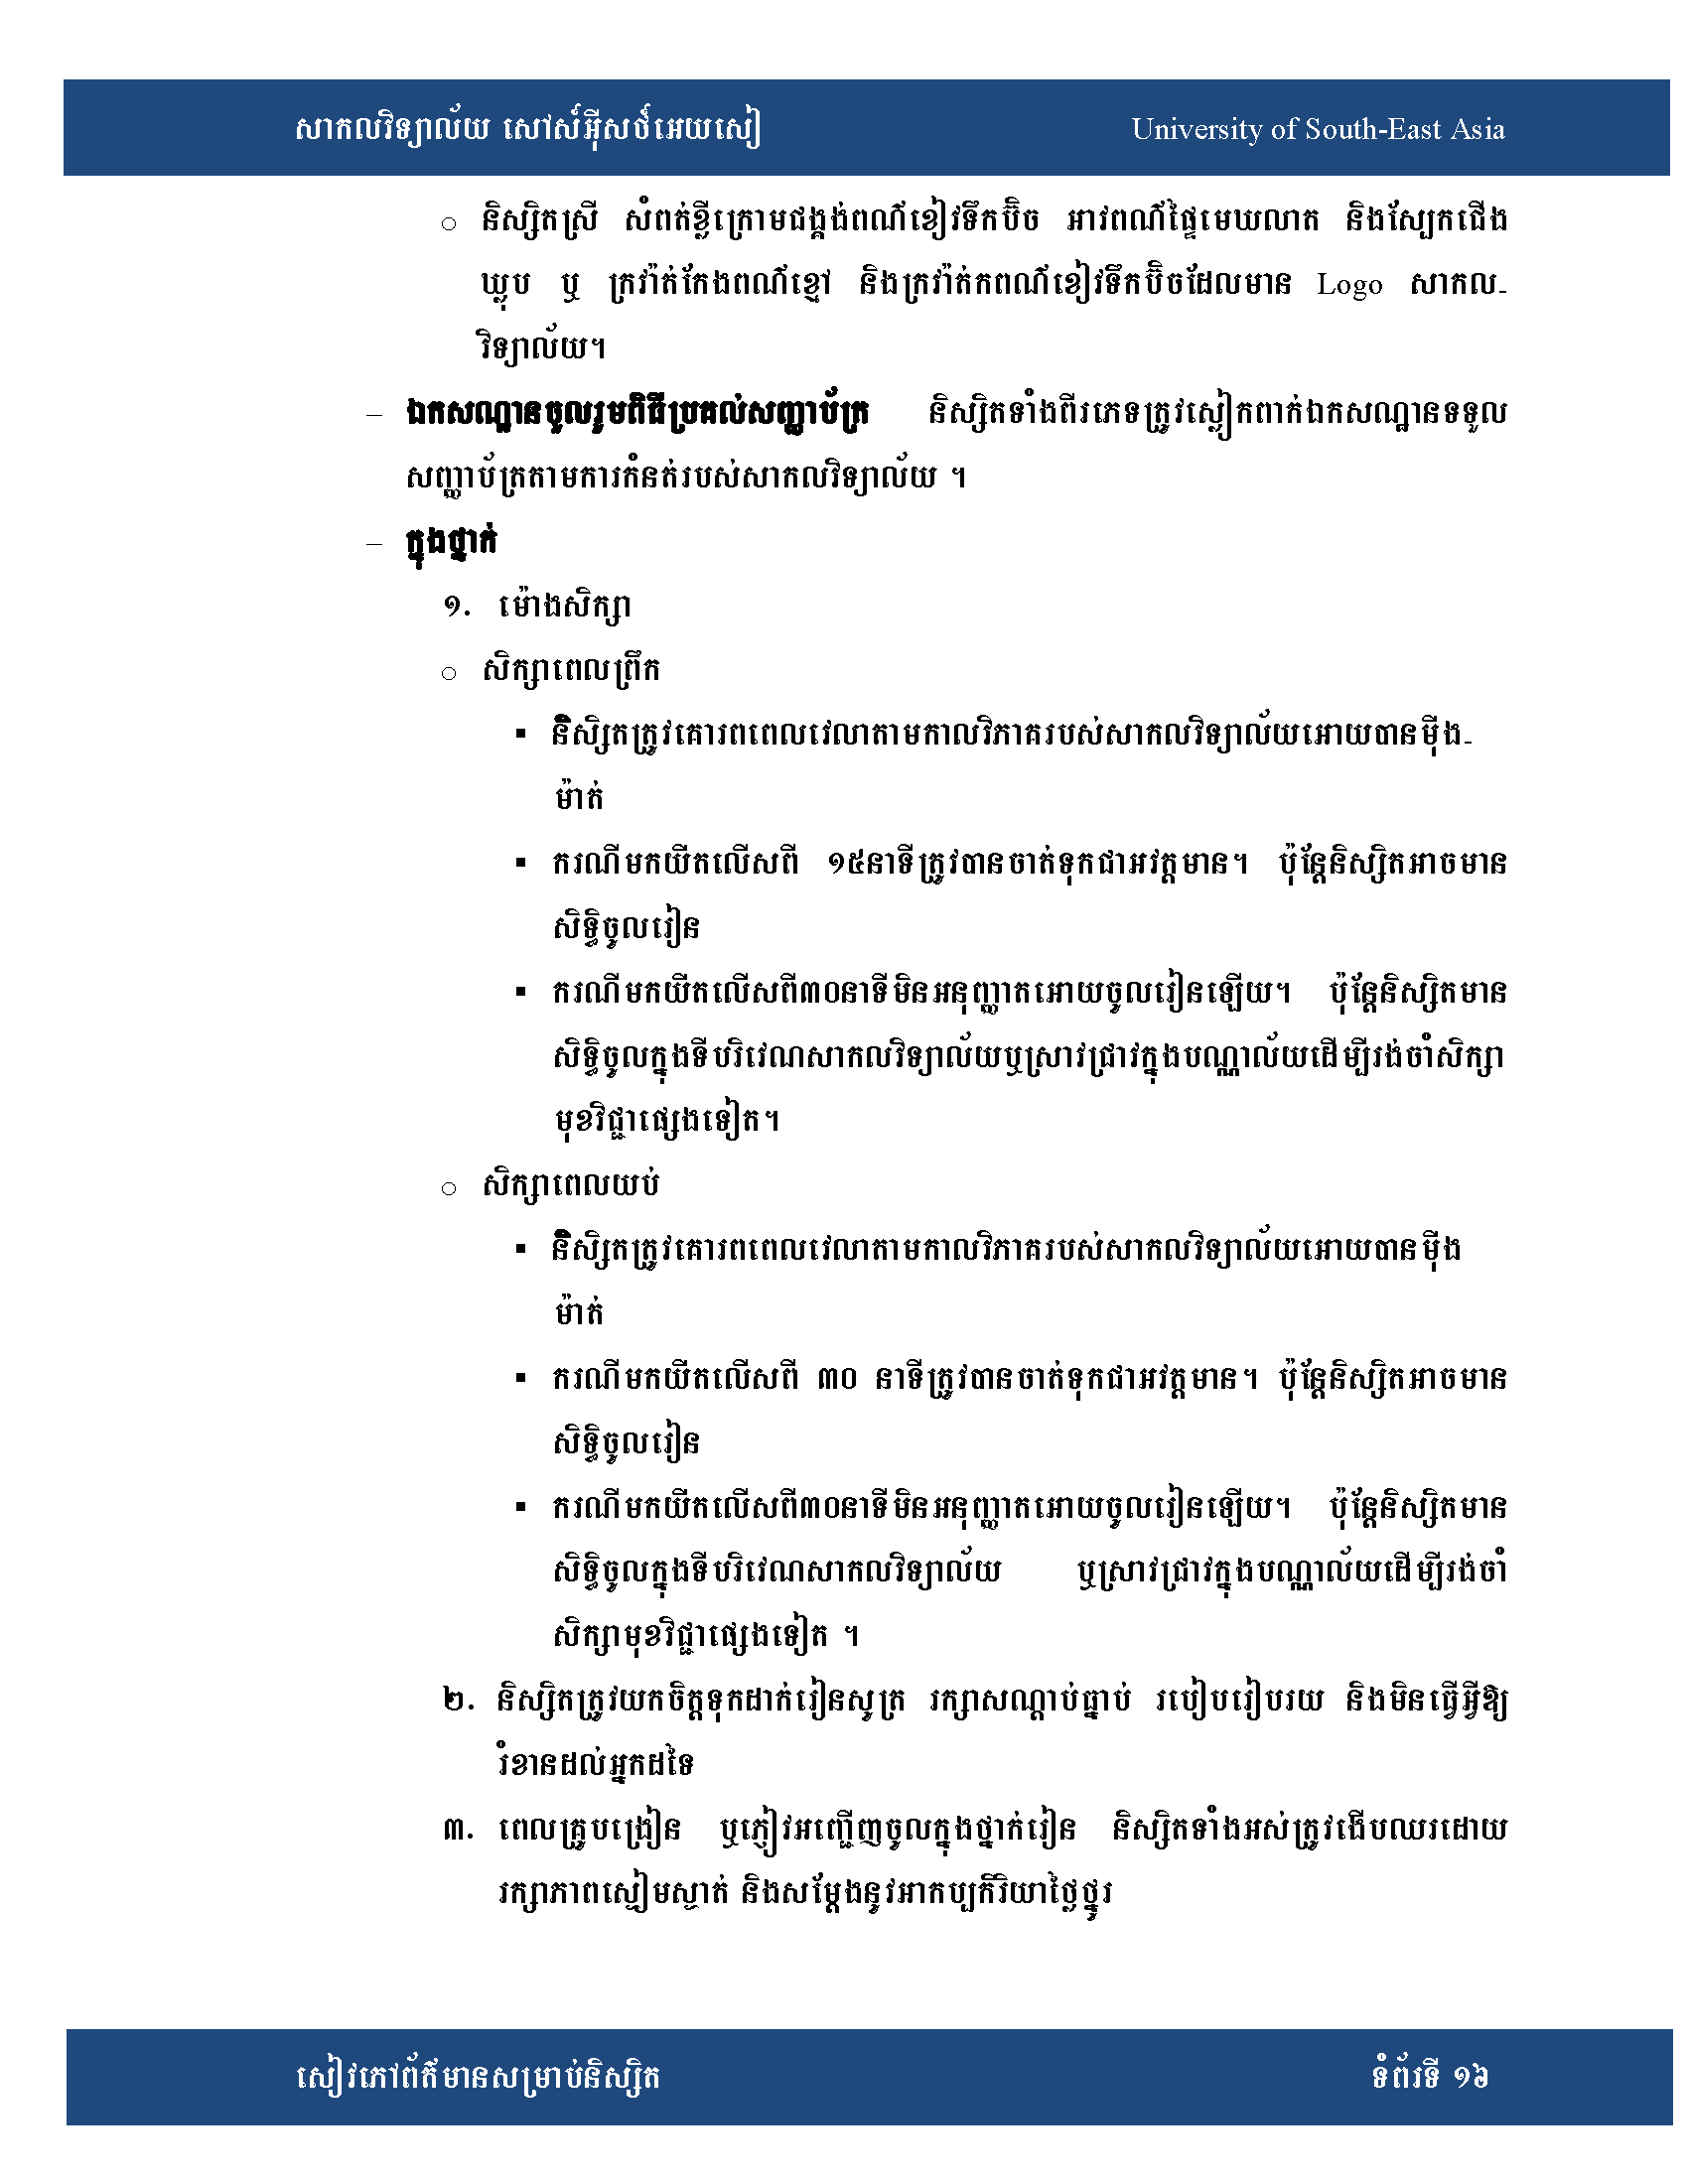 សាកលវិទ្យាល័យ សៅស៍អ៊ីសថ៍អេយសៀ University of South-East Asia
o និស្សិតស្រី សំពត់ខ្លីក្រោមជង្គង់ពណ៌ខៀវទឹកប៊ិច អាវពណ៌ផ្ទៃមេឃលាត និងស្បែកជើង
ឃ្លុប ឬ ក្រវ៉ាត់កែងពណ៌ខ្មៅ និងក្រវ៉ាត់កពណ៌ខៀវទឹកប៊ិចដែលមាន Logo សាកល-
វិទ្យាល័យ។
– ឯកសណ្ឋានចូលរួមពិធីប្រគល់សញ្ញាប័ត្រ និស្សិតទាំងពីរភេទត្រូវស្លៀកពាក់ឯកសណ្ឋានទទួល
សញ្ញាប័ត្រតាមការកំនត់របស់សាកលវិទ្យាល័យ ។
– ក្នុងថ្នាក់
១. ម៉ោងសិក្សា
o សិក្សាពេលព្រឹក
▪ និស្សិតត្រូវគោរពពេលវេលាតាមកាលវិភាគរបស់សាកលវិទ្យាល័យអោយបានម៉ឺង-
ម៉ាត់
▪ ករណីមកយឺតលើសពី ១៥នាទីត្រូវបានចាត់ទុកជាអវត្តមាន។ ប៉ុន្តែនិស្សិតអាចមាន
សិទ្ធិចូលរៀន
▪ ករណីមកយឺតលើសពី៣០នាទីមិនអនុញ្ញាតអោយចូលរៀនឡើយ។ ប៉ុន្តែនិស្សិតមាន
សិទ្ធិចូលក្នុងទីបរិវេណសាកលវិទ្យាល័យឬស្រាវជ្រាវក្នុងបណ្ណាល័យដើម្បីរង់ចាំសិក្សា
មុខវិជ្ជាផ្សេងទៀត។
o សិក្សាពេលយប់
▪ និស្សិតត្រូវគោរពពេលវេលាតាមកាលវិភាគរបស់សាកលវិទ្យាល័យអោយបានម៉ឺង
ម៉ាត់
▪ ករណីមកយឺតលើសពី ៣០ នាទីត្រូវបានចាត់ទុកជាអវត្តមាន។ ប៉ុន្តែនិស្សិតអាចមាន
សិទ្ធិចូលរៀន
▪ ករណីមកយឺតលើសពី៣០នាទីមិនអនុញ្ញាតអោយចូលរៀនឡើយ។ ប៉ុន្តែនិស្សិតមាន
សិទ្ធិចូលក្នុងទីបរិវេណសាកលវិទ្យាល័យ ឬស្រាវជ្រាវក្នុងបណ្ណាល័យដើម្បីរង់ចាំ
សិក្សាមុខវិជ្ជាផ្សេងទៀត ។
២. និស្សិតត្រូវយកចិត្តទុកដាក់រៀនសូត្រ រក្សាសណ្តាប់ធ្នាប់ របៀបរៀបរយ និងមិនធ្វើអ្វីឱ្យ
រំខានដល់អ្នកដទៃ
៣. ពេលគ្រូបង្រៀន ឬភ្ញៀវអញ្ជើញចូលក្នុងថ្នាក់រៀន និស្សិតទាំងអស់ត្រូវងើបឈរដោយ
រក្សាភាពស្ងៀមស្ងាត់ និងសម្តែងនូវអាកប្បកិរិយាថ្លៃថ្នូរ
សៀវភៅព័ត៌មានសម្រាប់និស្សិត ទំព័រទី ១៦